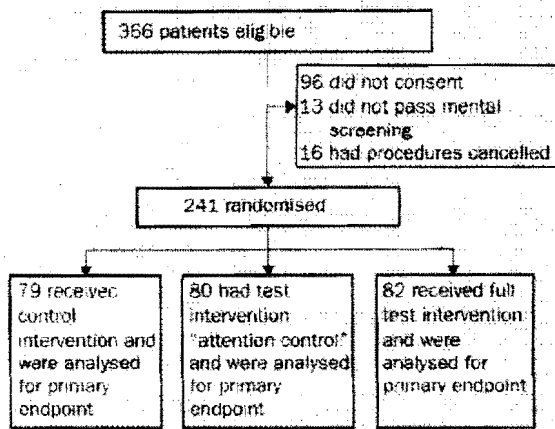 366 patients eligible
96 did not consent
13 did not pass mental
screening
16 had procedures cancelled
241 randomised
79 received
control
intervention and
were analysed
for primary
endpoint
80 had test
intervention
"attention control"
and were analysed
for primary
endpoint
82 received full
test intervention
and were
analysed for
primary endpoint